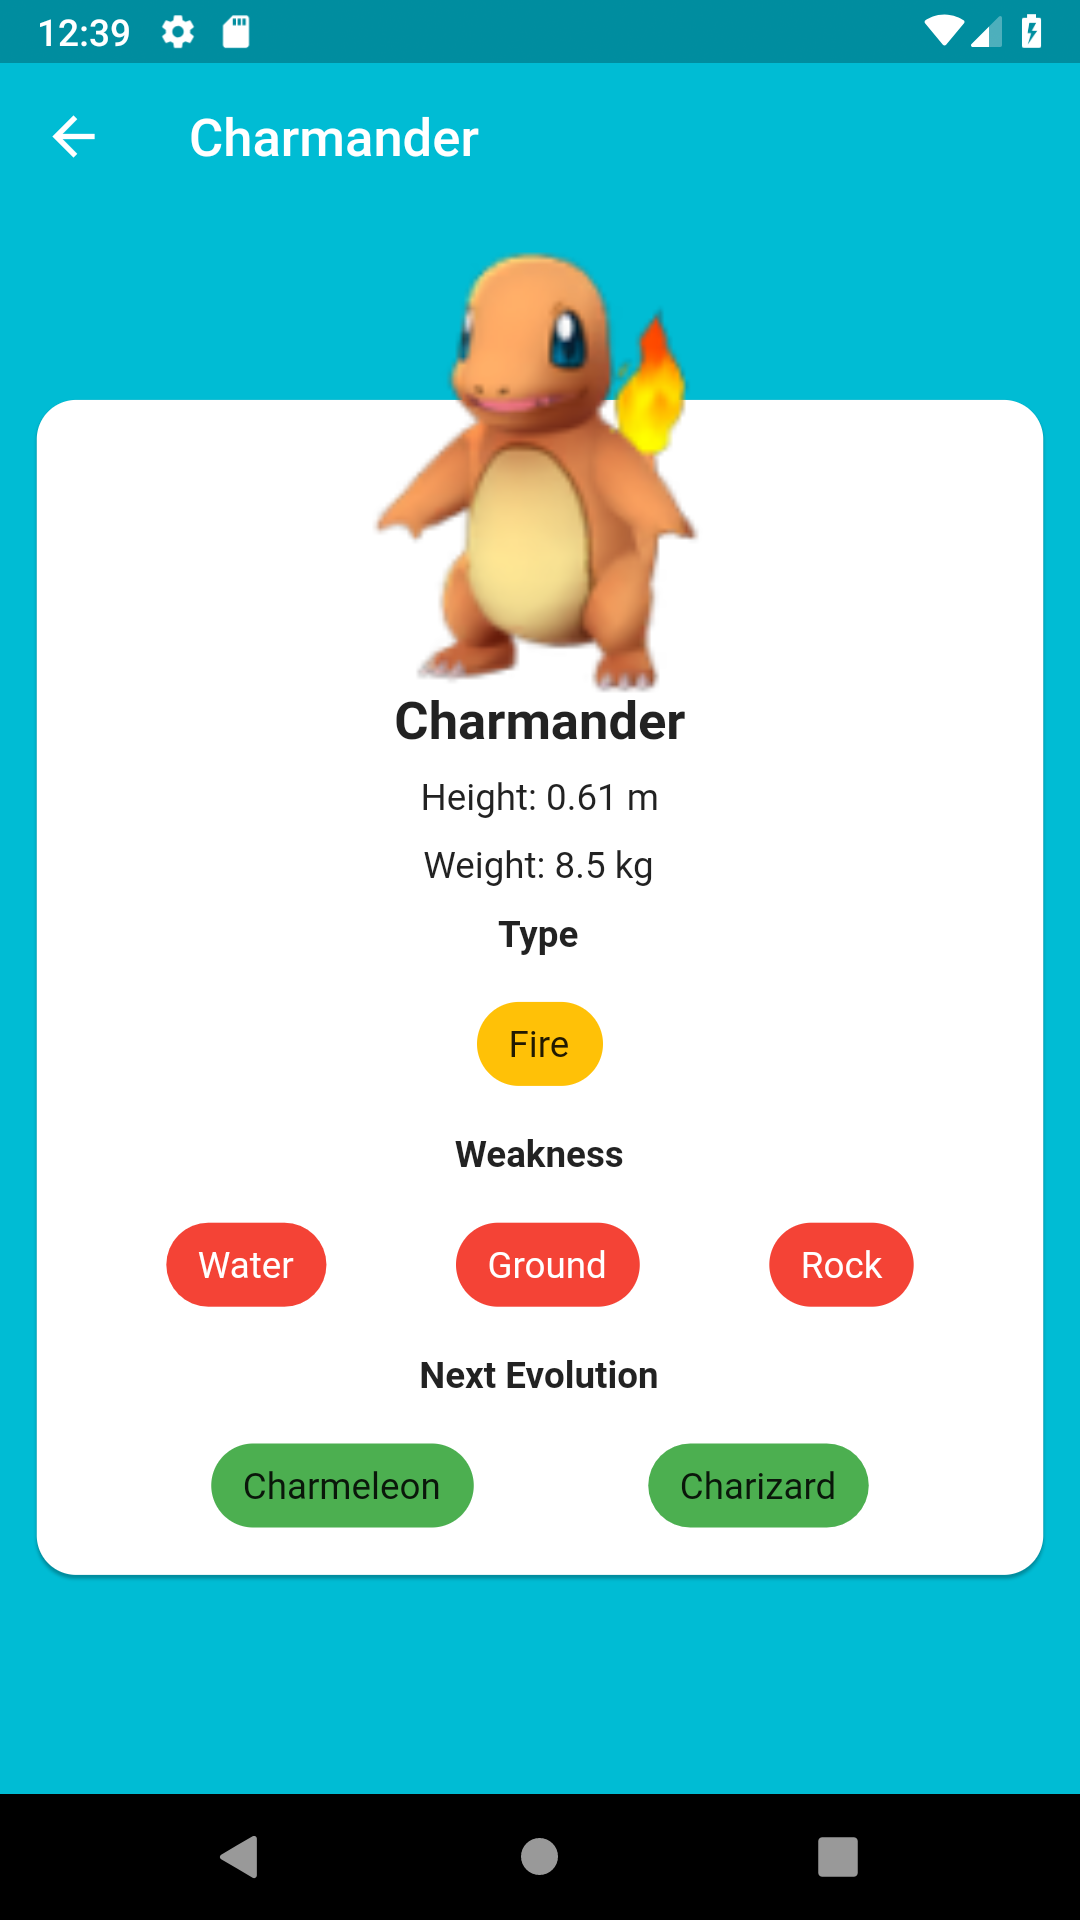 12:39
Charmander
Charmander
Height: 0.61 m
Weight: 8.5 kg
Type
Fire
Weakness
Water Ground Rock
Next Evolution
Charmeleon Charizard